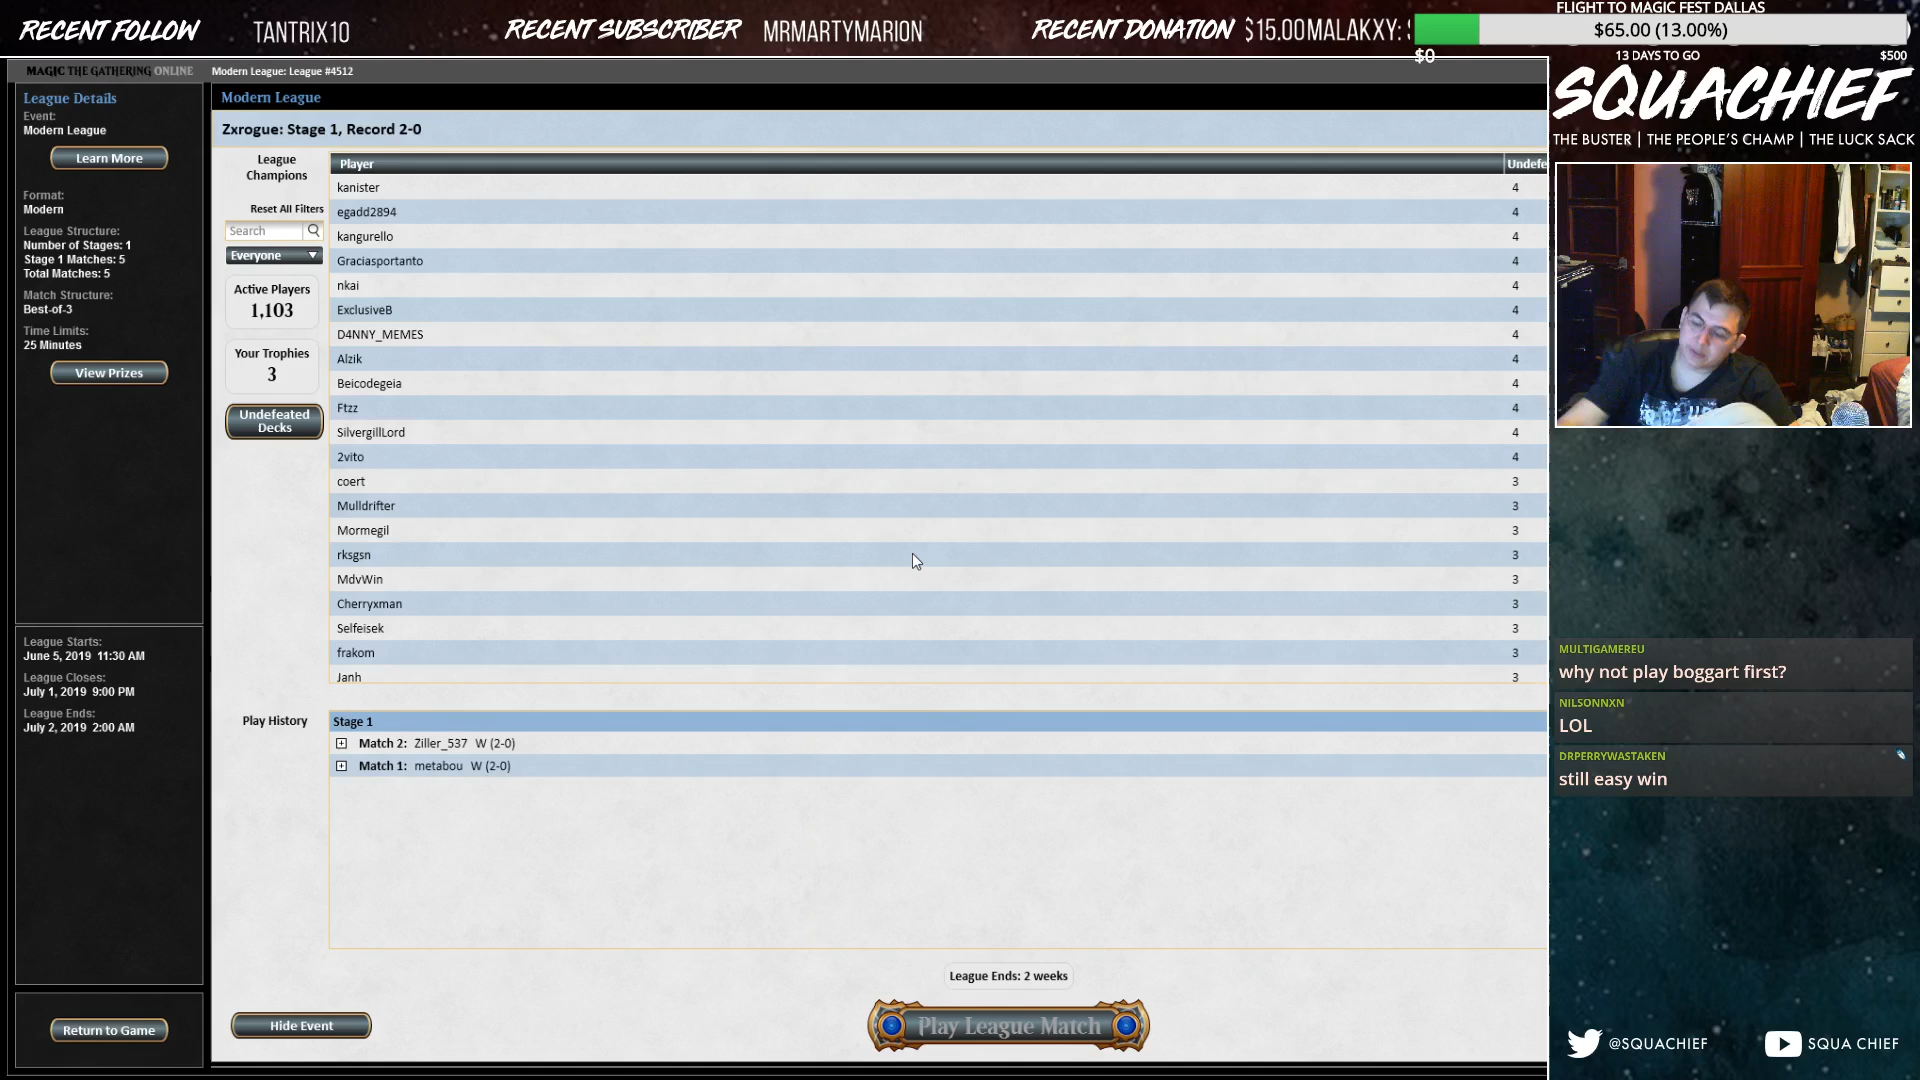 RECENT FOLLOW
TANTRIX10
RECENT SUBSCRIBER
MRMARTYMARION
RECENT DONATION
$15.00MALAKXY:
FLIGHT TO MAGIC FEST DALLAS
$65.00 (13.00%)
$0
13 DAYS TO GO
$500
MAGIC THE GATHERING ONLINE
Modern League: League #4512
League Details
Event:
Modern League
Learn More
Format:
Modern
League Structure:
Number of Stages: 1
Stage 1 Matches: 5
Total Matches: 5
Match Structure:
Best-of-3
Time Limits:
25 Minutes
View Prizes
League Starts:
June 5, 2019 11:30 AM
League Closes:
July 1, 2019 9:00 PM
League Ends:
July 2, 2019 2:00 AM
Return to Game
Modern League
Zxrogue: Stage 1, Record 2-0
League
Champions
Reset All Filters
Search
Everyone
Active Players
1,103
Your Trophies
3
Undefeated
Decks
Player Undefe
kanister 4
egadd2894 4
kangurello 4
Graciasportanto 4
nkai 4
ExclusiveB 4
D4NNY_MEMES 4
Alzik 4
Beicodegeia 4
Ftzz 4
SilvergillLord 4
2vito 4
coert 3
Mulldrifter 3
Mormegil 3
rksgsn 3
MdvWin 3
Cherryxman 3
Selfeisek 3
frakom 3
Janh 3
Play History
Stage 1
Match 2: Ziller_537 W (2-0)
Match 1: metabou W (2-0)
League Ends: 2 weeks
Hide Event
Play League Match
SQUACHIEF
THE BUSTER | THE PEOPLE'S CHAMP | THE LUCK SACK
MULTIGAMEREU
why not play boggart first?
NILSONNXN
LOL
DRPERRYWASTAKEN
still easy win
@SQUACHIEF
SQUA CHIEF